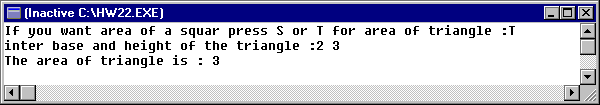 (Inactive C:\HW22.EXE)
If you want area of a squar press S or T for area of triangle :T
inter base and height of the triangle :2 3
The area of triangle is : 3